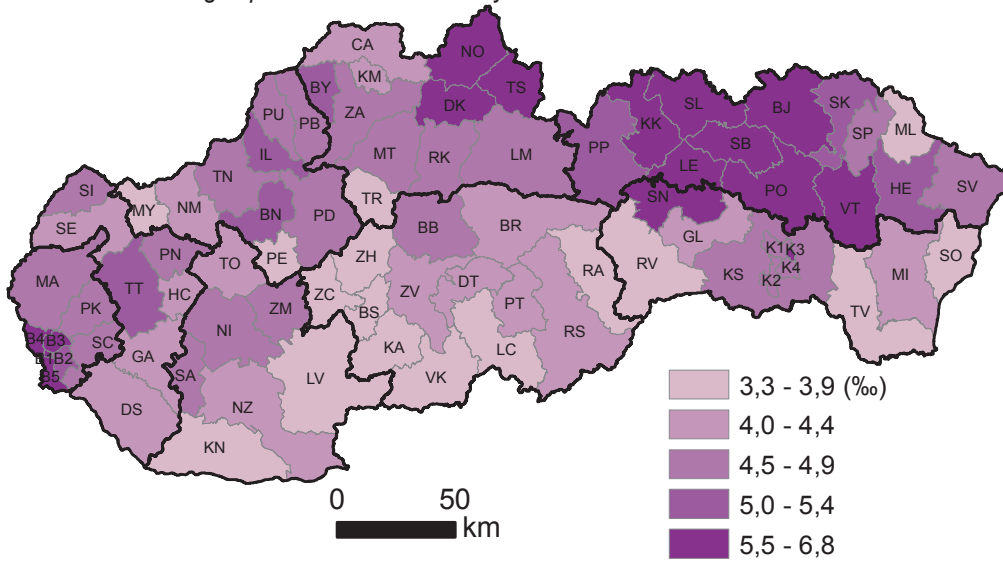 CA
NO
KM
TS
BY
DK
ZA
PU
PB
SL
BJ
SK
KK
ML
SP
SB
PP
IL
MT
RK
LM
LE
TN
PO
HE
SV
SI
VT
TR
SN
MY
NM
BN
PD
SE
BB
BR
GL
PN
ZH
PE
K1
K3
SO
TO
RV
K4
RA
KS
MI
MA
TT
K2
DT
HC
ZC
ZV
PT
PK
ZM
BS
TV
NI
RS
B4
B3
SC
KA
LC
B1
B2
GA
B5
SA
LV
VK
DS
NZ
KN
3,3 - 3,9 (‰)
4,0 - 4,4
4,5 - 4,9
5,0 - 5,4
5,5 - 6,8
0 50
km